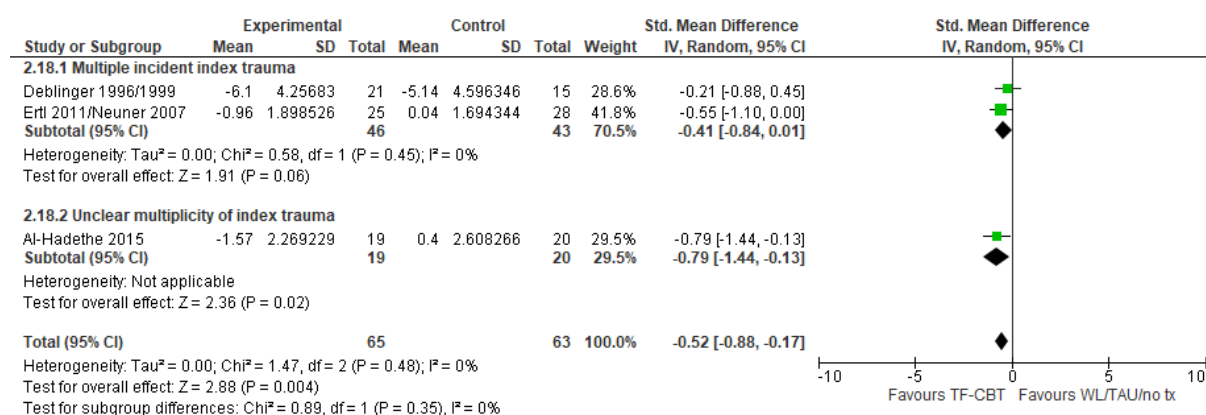 Experimental Control Std. Mean Difference Std. Mean Difference
Study or Subgroup Mean SD Total Mean SD Total Weight IV, Random, 95% CI IV, Random, 95% CI
2.18.1 Multiple incident index trauma
Deblinger 1996/1999 -6.1 4.25683 21 -5.14 4.596346 15 28.6% -0.21 [-0.88, 0.45]
Ertl 2011/Neuner 2007 -0.96 1.898526 25 0.04 1.694344 28 41.8% -0.55 [-1.10, 0.00]
Subtotal (95% CI) 46 43 70.5% -0.41 [-0.84, 0.01]
Heterogeneity: Tau² = 0.00; Chi² = 0.58, df = 1 (P = 0.45); I² = 0%
Test for overall effect: Z = 1.91 (P = 0.06)
2.18.2 Unclear multiplicity of index trauma
Al-Hadethe 2015 -1.57 2.269229 19 0.4 2.608266 20 29.5% -0.79 [-1.44, -0.13]
Subtotal (95% CI) 19 20 29.5% -0.79 [-1.44, -0.13]
Heterogeneity: Not applicable
Test for overall effect: Z = 2.36 (P = 0.02)
Total (95% CI) 65 63 100.0% -0.52 [-0.88, -0.17]
Heterogeneity: Tau² = 0.00; Chi² = 1.47, df = 2 (P = 0.48); I² = 0%
Test for overall effect: Z = 2.88 (P = 0.004)
Test for subgroup differences: Chi² = 0.89, df = 1 (P = 0.35), I² = 0%
-10 -5 0 5 10
Favours TF-CBT Favours WL/TAU/no tx